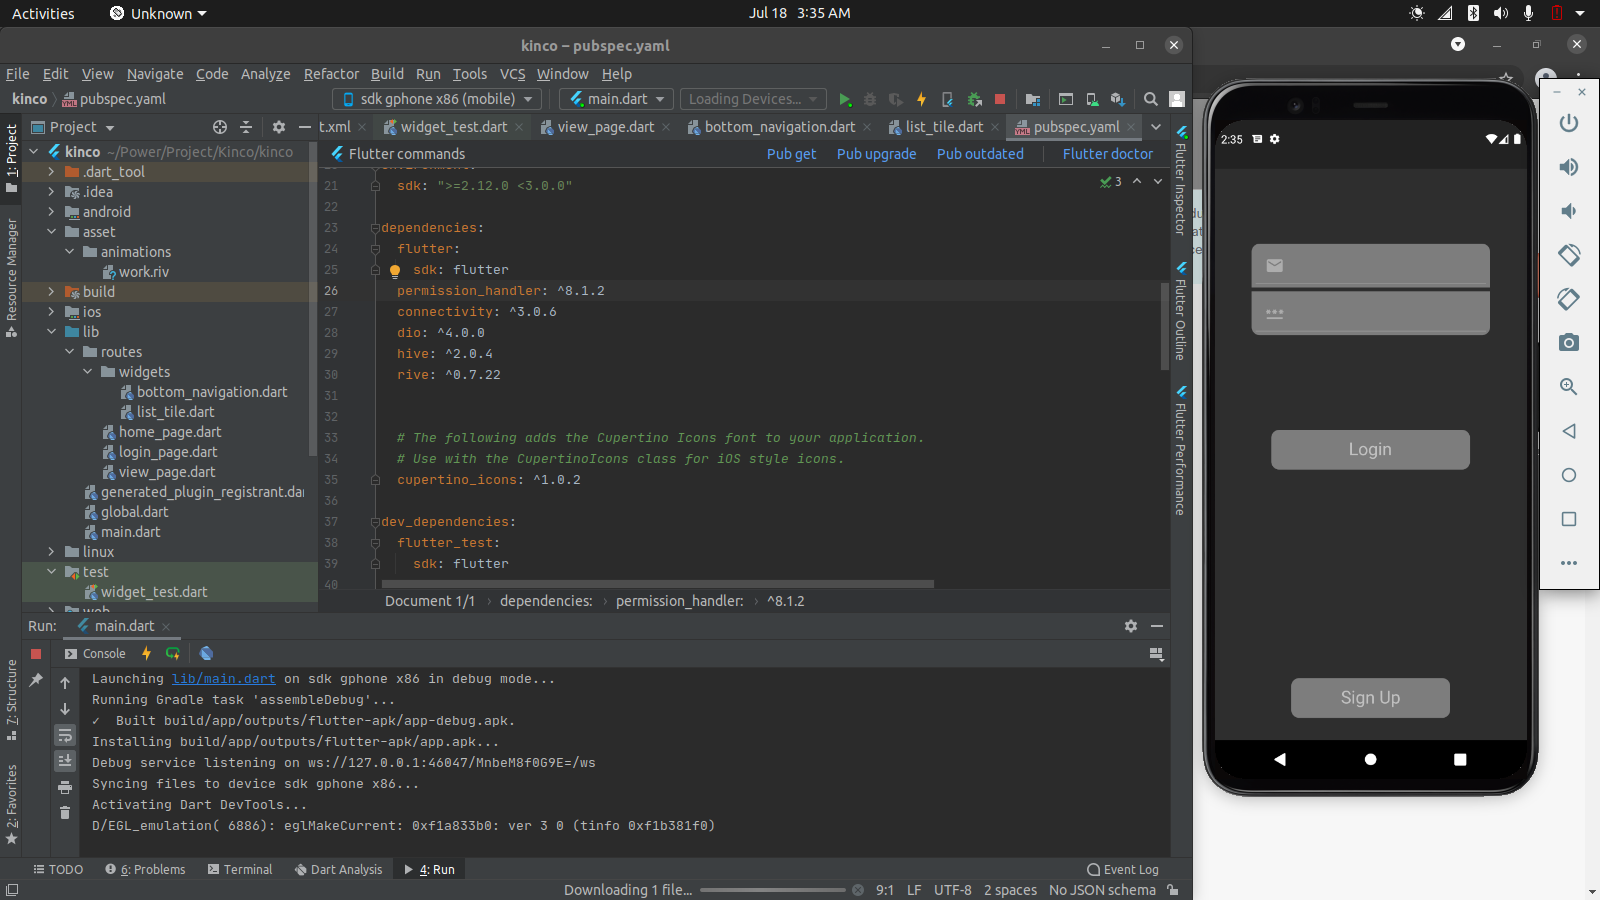 Activities
Unknown
Jul 18 3:35 AM
kinco – pubspec.yaml
File Edit View Navigate Code Analyze Refactor Build Run Tools VCS Window Help
kinco
pubspec.yaml
sdk gphone x86 (mobile)
main.dart
Loading Devices...
1: Project
Resource Manager
7: Structure
2: Favorites
Project
t.xml
widget_test.dart
view_page.dart
bottom_navigation.dart
list_tile.dart
pubspec.yaml
kinco ~/Power/Project/Kinco/kinco
.dart_tool
.idea
android
asset
animations
work.riv
build
ios
lib
routes
widgets
bottom_navigation.dart
list_tile.dart
home_page.dart
login_page.dart
view_page.dart
generated_plugin_registrant.dar
global.dart
main.dart
linux
test
widget_test.dart
web
Flutter commands
Pub get
Pub upgrade
Pub outdated
Flutter doctor
environment:
21 sdk: ">=2.12.0 <3.0.0"
22
23 dependencies:
24 flutter:
25 sdk: flutter
26 permission_handler: ^8.1.2
27 connectivity: ^3.0.6
28 dio: ^4.0.0
29 hive: ^2.0.4
30 rive: ^0.7.22
31
32
33 # The following adds the Cupertino Icons font to your application.
34 # Use with the CupertinoIcons class for iOS style icons.
35 cupertino_icons: ^1.0.2
36
37 dev_dependencies:
38 flutter_test:
39 sdk: flutter
40
3
Document 1/1 › dependencies: › permission_handler: › ^8.1.2
Flutter Inspector
Flutter Outline
Flutter Performance
Run:
main.dart
Console
Launching lib/main.dart on sdk gphone x86 in debug mode...
Running Gradle task 'assembleDebug'...
✓ Built build/app/outputs/flutter-apk/app-debug.apk.
Installing build/app/outputs/flutter-apk/app.apk...
Debug service listening on ws://127.0.0.1:46047/MnbeM8f0G9E=/ws
Syncing files to device sdk gphone x86...
Activating Dart DevTools...
D/EGL_emulation( 6886): eglMakeCurrent: 0xf1a833b0: ver 3 0 (tinfo 0xf1b381f0)
TODO
6: Problems
Terminal
Dart Analysis
4: Run
Event Log
Downloading 1 file...
9:1 LF UTF-8 2 spaces No JSON schema
du
at
ce
2:35
Login
Sign Up